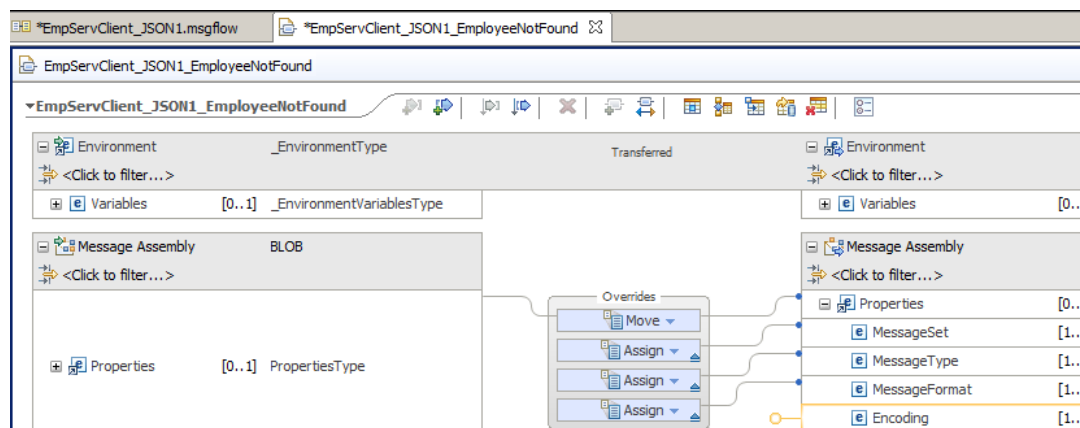 *EmpServClient_JSON1.msgflow *EmpServClient_JSON1_EmployeeNotFound
EmpServClient_JSON1_EmployeeNotFound
EmpServClient_JSON1_EmployeeNotFound
Environment _EnvironmentType Transferred Environment
<Click to filter...> <Click to filter...>
e Variables [0..1] _EnvironmentVariablesType e Variables [0..
Message Assembly BLOB Message Assembly
<Click to filter...> <Click to filter...>
Overrides
e Properties [0..
Move
e MessageSet [1..
Assign
e MessageType [1..
e Properties [0..1] PropertiesType
Assign
e MessageFormat [1..
Assign
e Encoding [1..